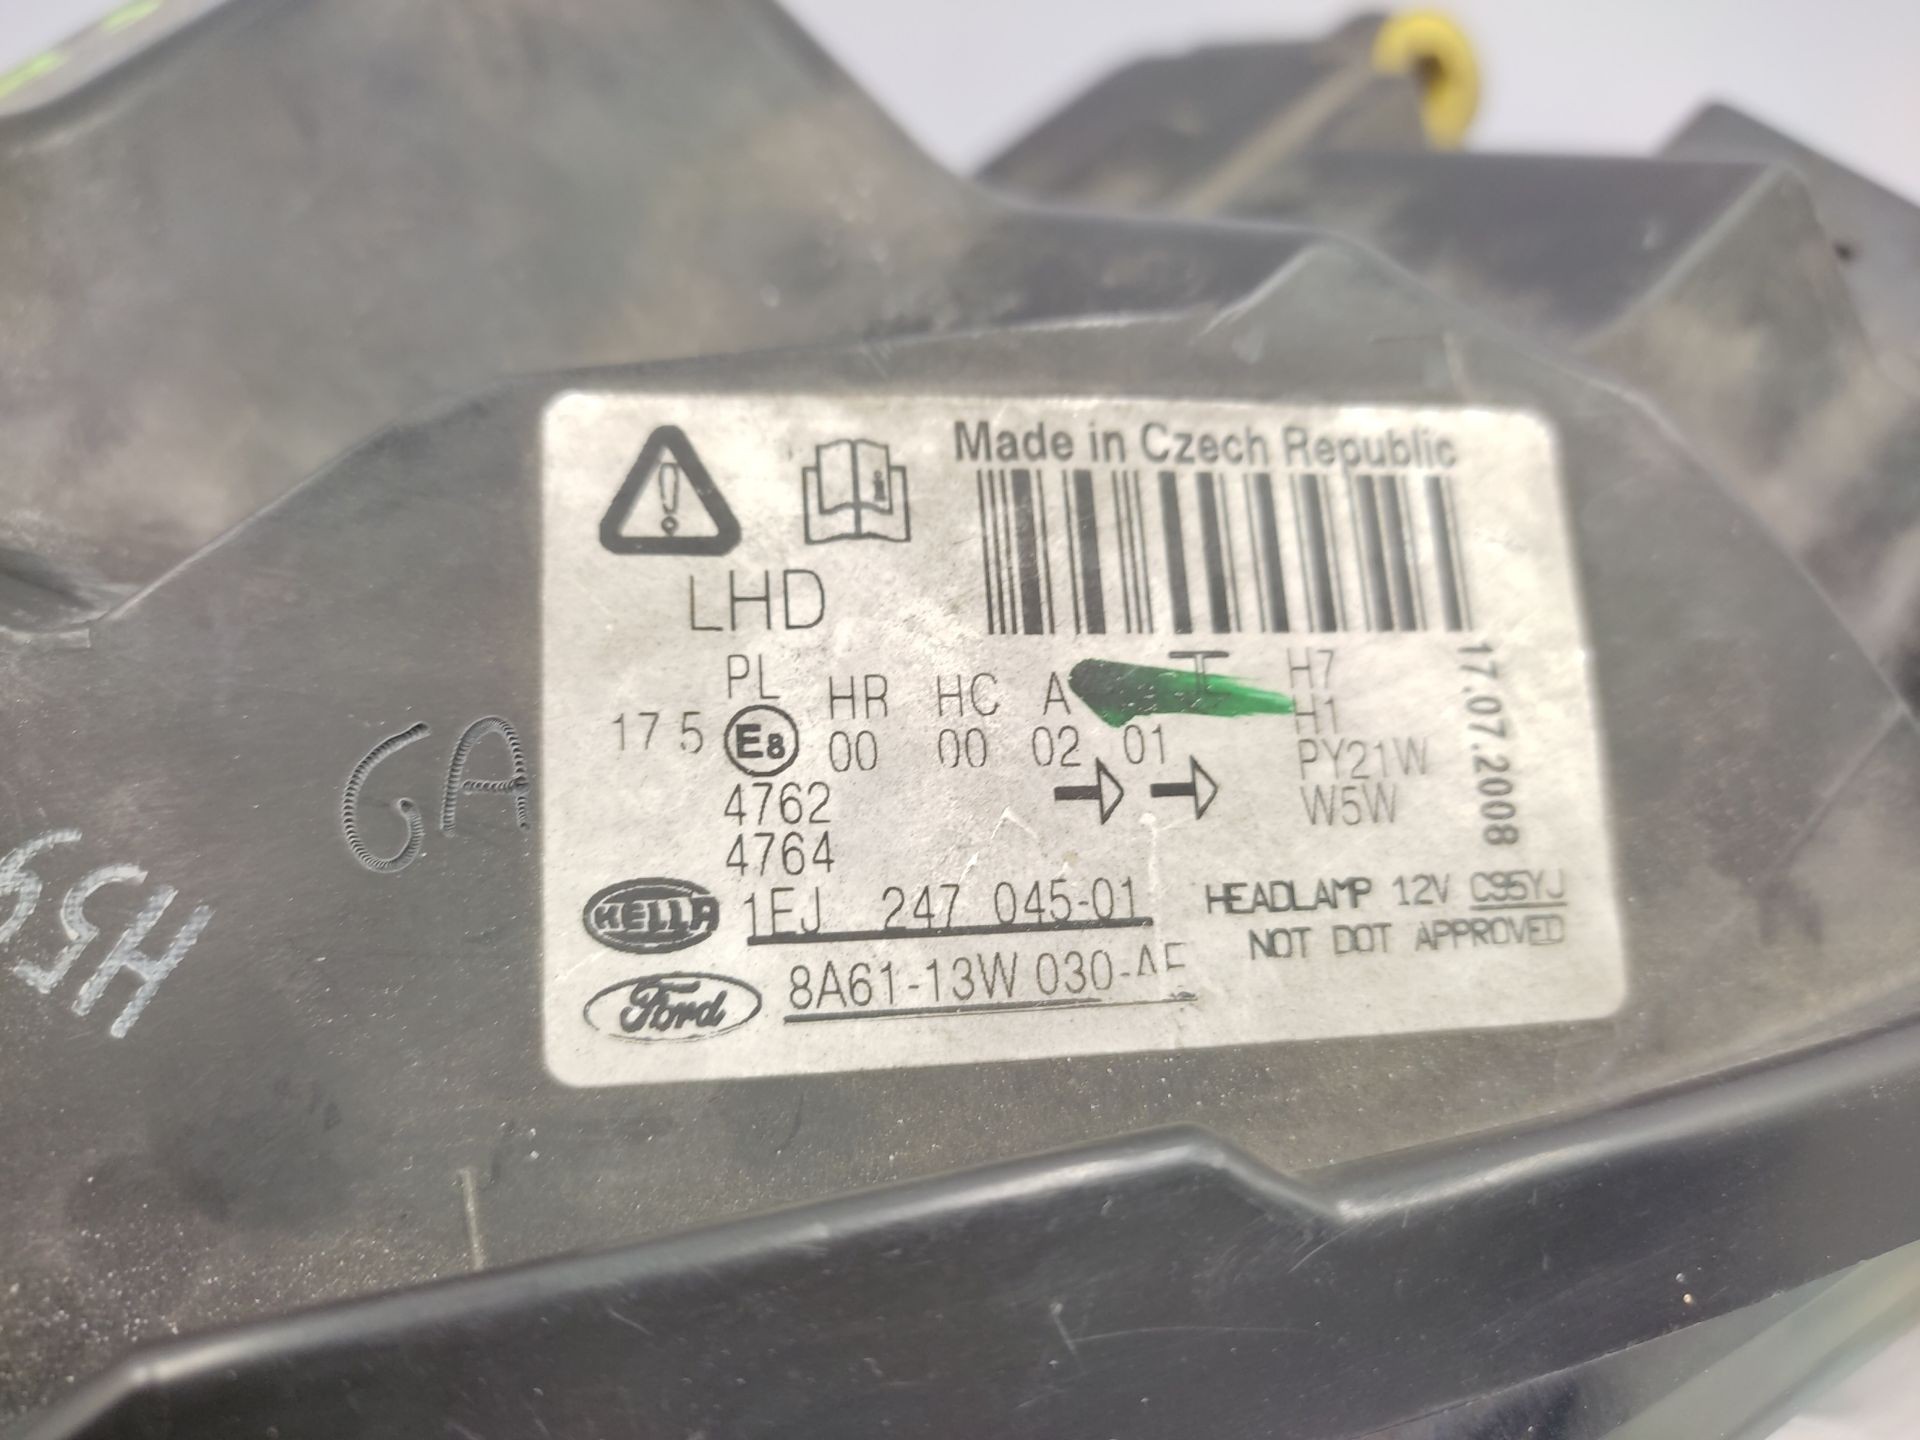 Made in Czech Republic
LHD
17.07.2008
PL HR HC A H7
H1
17 5 E8 00 00 02 01 PY21W
4762 W5W
4764
HELLA 1EJ 247 045-01 HEADLAMP 12V C95YJ
NOT DOT APPROVED
Ford 8A61-13W 030-AE
GA